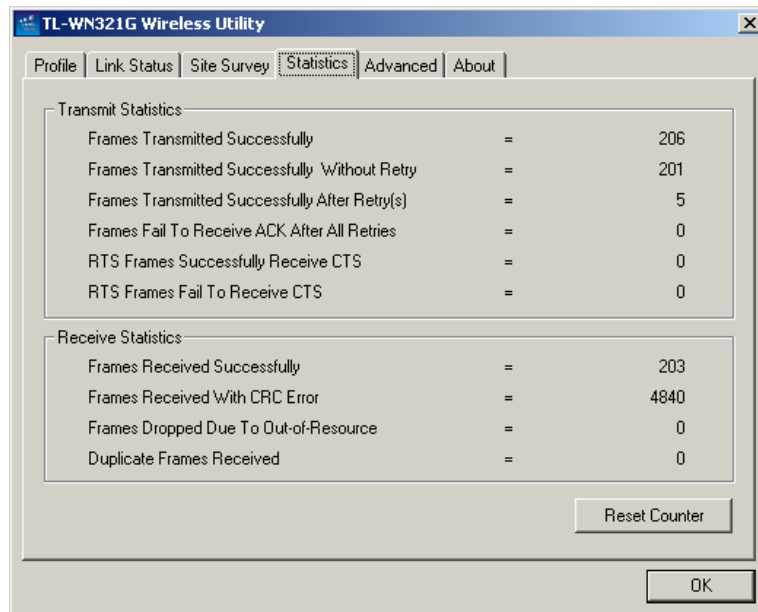 TL-WN321G Wireless Utility
Profile Link Status Site Survey Statistics Advanced About
Transmit Statistics
Frames Transmitted Successfully = 206
Frames Transmitted Successfully Without Retry = 201
Frames Transmitted Successfully After Retry(s) = 5
Frames Fail To Receive ACK After All Retries = 0
RTS Frames Successfully Receive CTS = 0
RTS Frames Fail To Receive CTS = 0
Receive Statistics
Frames Received Successfully = 203
Frames Received With CRC Error = 4840
Frames Dropped Due To Out-of-Resource = 0
Duplicate Frames Received = 0
Reset Counter
OK